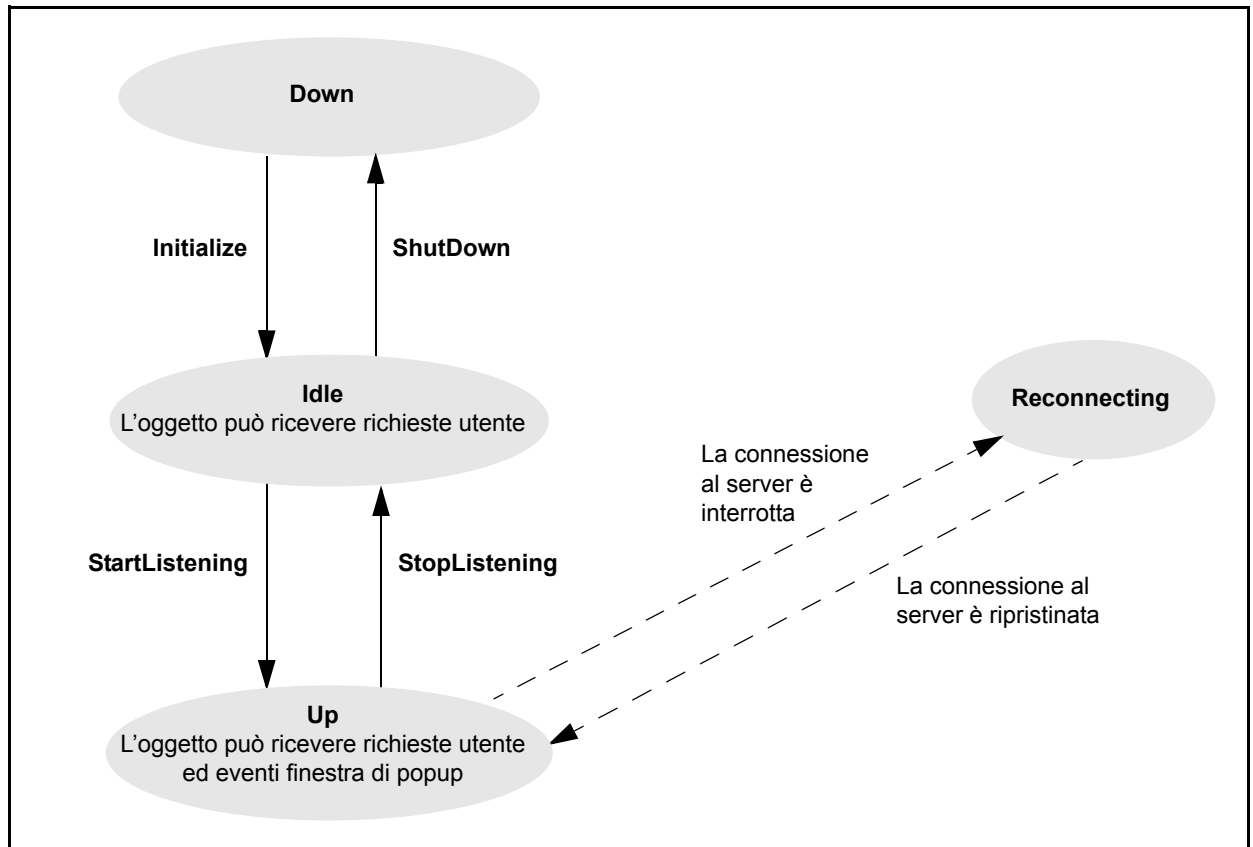 Down
Initialize
ShutDown
Idle
L’oggetto può ricevere richieste utente
Reconnecting
La connessione
al server è
interrotta
StartListening
StopListening
La connessione al
server è ripristinata
Up
L’oggetto può ricevere richieste utente
ed eventi finestra di popup